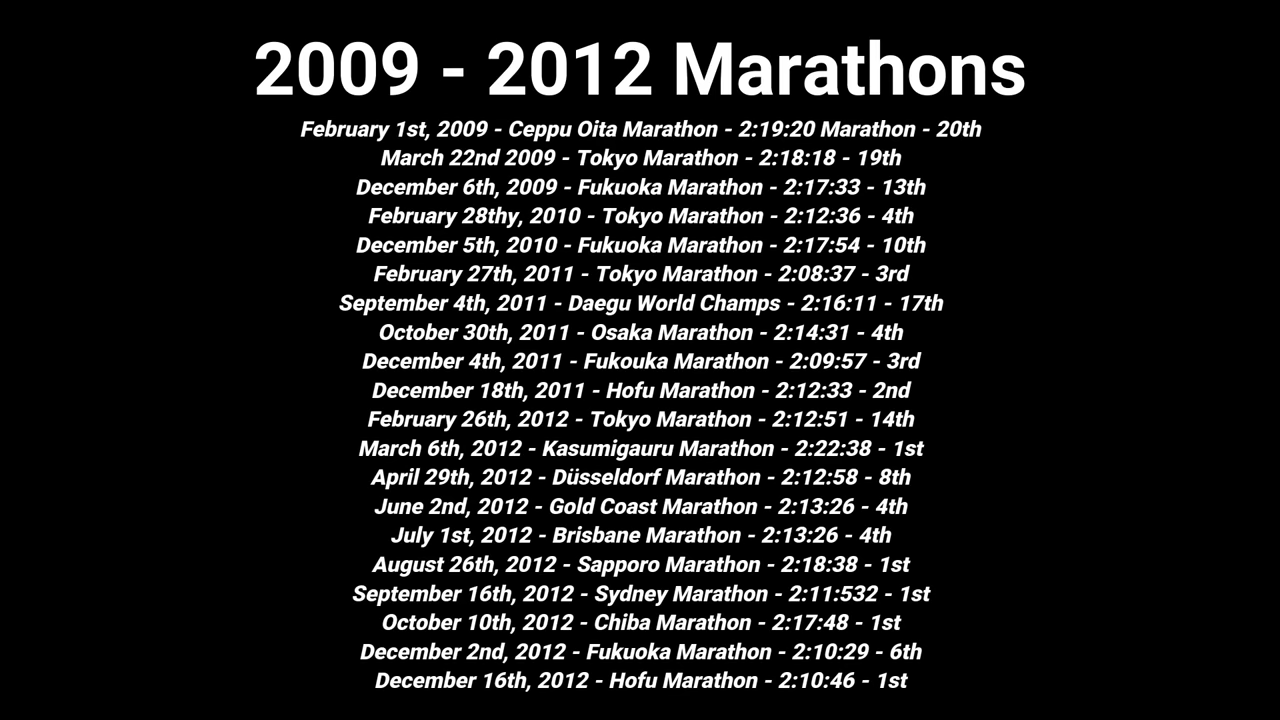 2009 - 2012 Marathons
February 1st, 2009 - Ceppu Oita Marathon - 2:19:20 Marathon - 20th
March 22nd 2009 - Tokyo Marathon - 2:18:18 - 19th
December 6th, 2009 - Fukuoka Marathon - 2:17:33 - 13th
February 28thy, 2010 - Tokyo Marathon - 2:12:36 - 4th
December 5th, 2010 - Fukuoka Marathon - 2:17:54 - 10th
February 27th, 2011 - Tokyo Marathon - 2:08:37 - 3rd
September 4th, 2011 - Daegu World Champs - 2:16:11 - 17th
October 30th, 2011 - Osaka Marathon - 2:14:31 - 4th
December 4th, 2011 - Fukouka Marathon - 2:09:57 - 3rd
December 18th, 2011 - Hofu Marathon - 2:12:33 - 2nd
February 26th, 2012 - Tokyo Marathon - 2:12:51 - 14th
March 6th, 2012 - Kasumigauru Marathon - 2:22:38 - 1st
April 29th, 2012 - Düsseldorf Marathon - 2:12:58 - 8th
June 2nd, 2012 - Gold Coast Marathon - 2:13:26 - 4th
July 1st, 2012 - Brisbane Marathon - 2:13:26 - 4th
August 26th, 2012 - Sapporo Marathon - 2:18:38 - 1st
September 16th, 2012 - Sydney Marathon - 2:11:532 - 1st
October 10th, 2012 - Chiba Marathon - 2:17:48 - 1st
December 2nd, 2012 - Fukuoka Marathon - 2:10:29 - 6th
December 16th, 2012 - Hofu Marathon - 2:10:46 - 1st